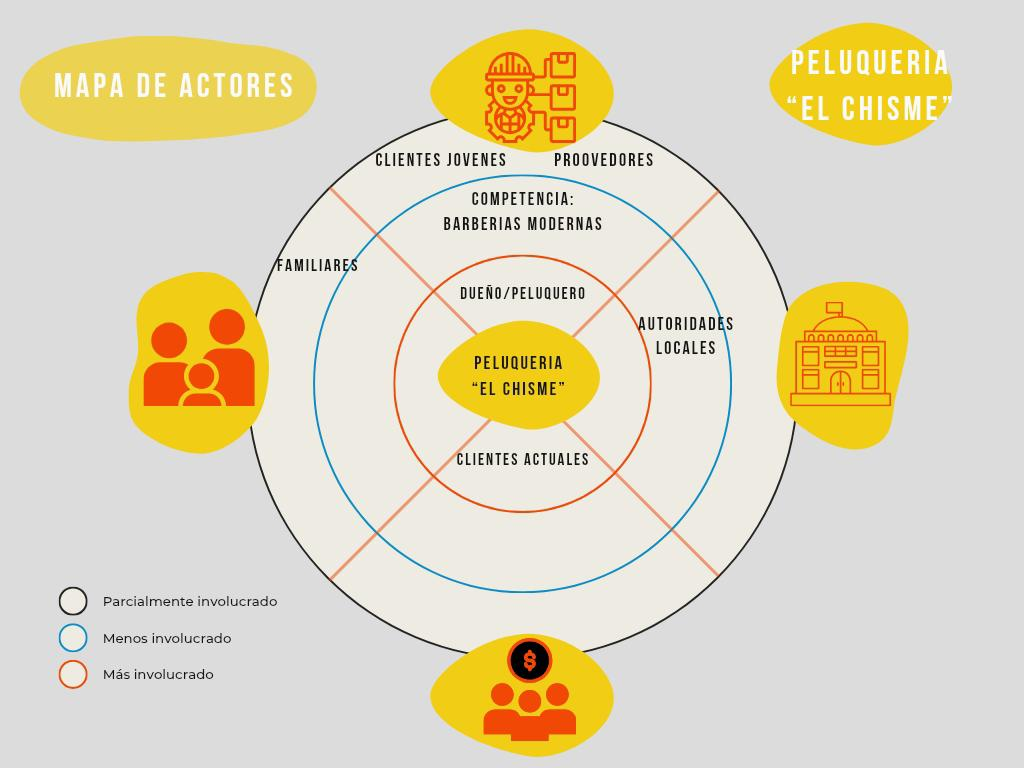 MAPA DE ACTORES
PELUQUERIA
“EL CHISME”
CLIENTES JOVENES
PROOVEDORES
COMPETENCIA:
BARBERIAS MODERNAS
FAMILIARES
DUEÑO/PELUQUERO
AUTORIDADES
LOCALES
PELUQUERIA
“EL CHISME”
CLIENTES ACTUALES
Parcialmente involucrado
Menos involucrado
Más involucrado
$